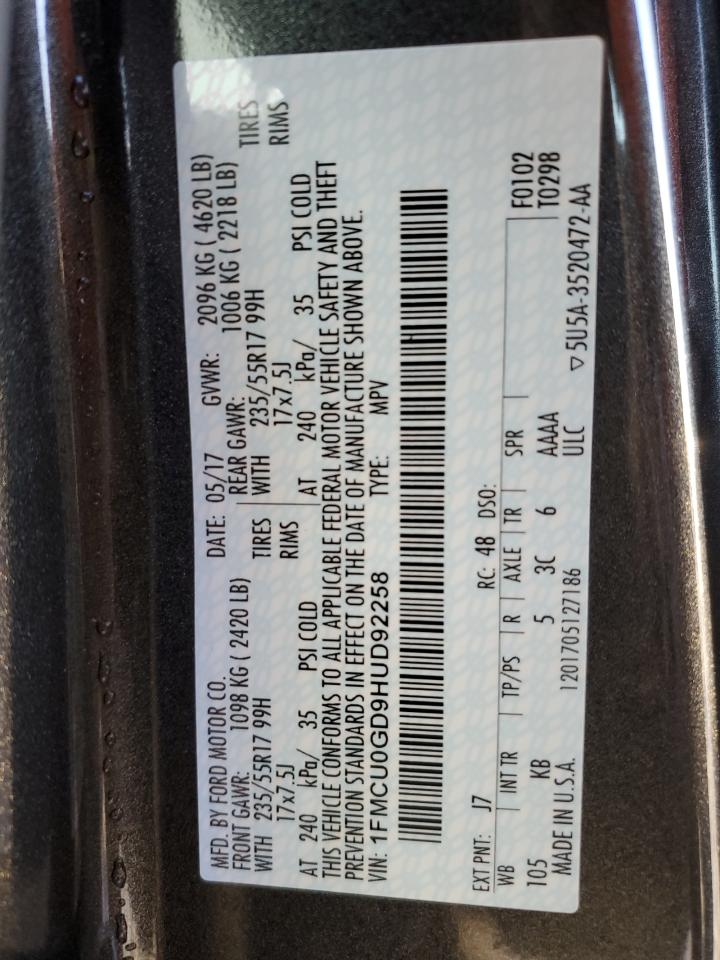 MFD. BY FORD MOTOR CO. DATE: 05/17 GVWR: 2096 KG ( 4620 LB)
FRONT GAWR: 1098 KG ( 2420 LB) REAR GAWR: 1006 KG ( 2218 LB)
WITH 235/55R17 99H TIRES WITH 235/55R17 99H TIRES
17x7.5J RIMS 17x7.5J RIMS
AT 240 kPa/ 35 PSI COLD AT 240 kPa/ 35 PSI COLD
THIS VEHICLE CONFORMS TO ALL APPLICABLE FEDERAL MOTOR VEHICLE SAFETY AND THEFT
PREVENTION STANDARDS IN EFFECT ON THE DATE OF MANUFACTURE SHOWN ABOVE.
VIN: 1FMCU0GD9HUD92258 TYPE: MPV
EXT PNT: J7 RC: 48 DSO:
WB INT TR TP/PS R AXLE TR SPR F0102
105 KB 5 3C 6 AAAA T0298
MADE IN U.S.A. 1201705127186 ULC ▽5U5A-3520472-AA